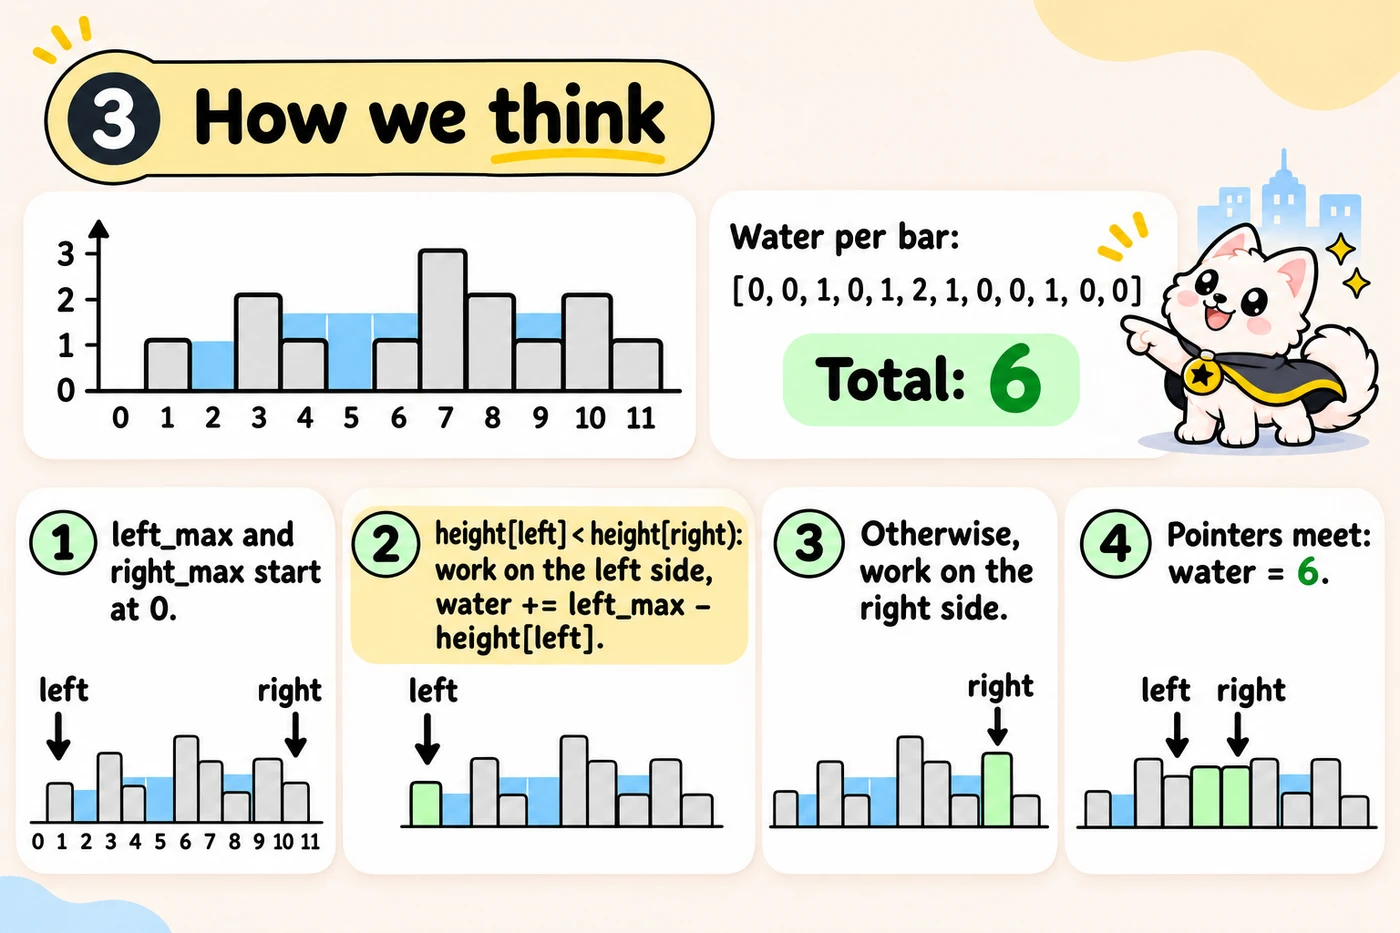 3 How we think
3
2
1
0
0 1 2 3 4 5 6 7 8 9 10 11
Water per bar:
[0, 0, 1, 0, 1, 2, 1, 0, 0, 1, 0, 0]
Total: 6
1 left_max and
right_max start
at 0.
left right
0 1 2 3 4 5 6 7 8 9 10 11
2 height[left] < height[right]:
work on the left side,
water += left_max –
height[left].
left
3 Otherwise,
work on the
right side.
right
4 Pointers meet:
water = 6.
left right